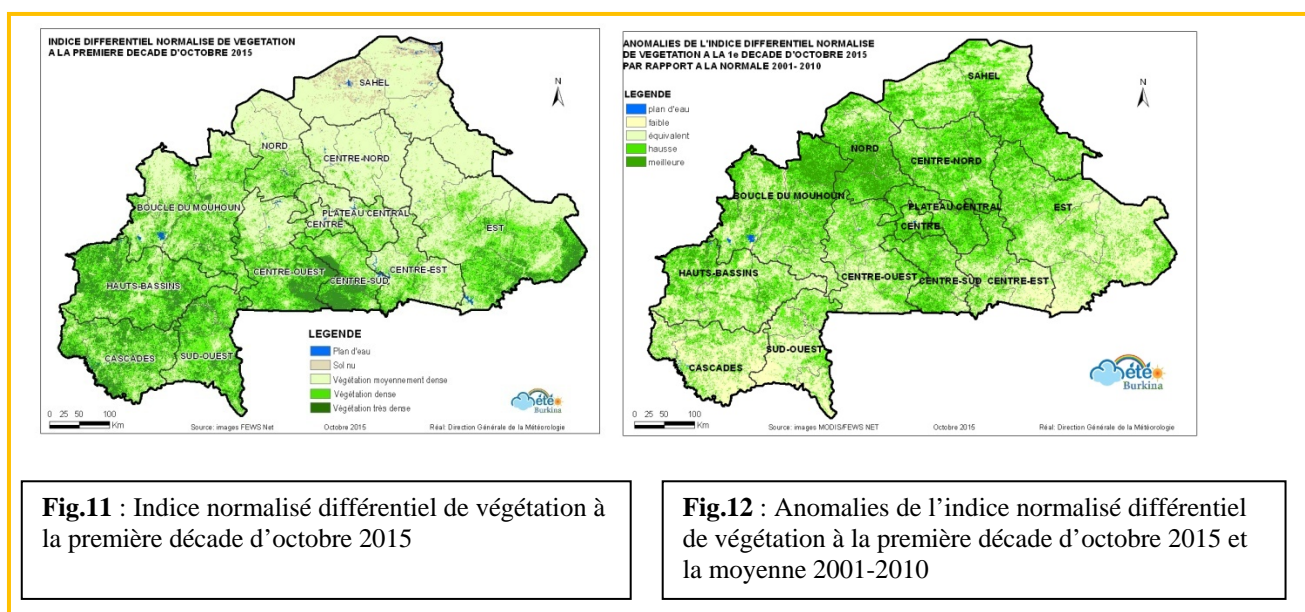 INDICE DIFFERENTIEL NORMALISE DE VEGETATION
A LA PREMIERE DECADE D'OCTOBRE 2015
N
SAHEL
NORD
CENTRE-NORD
BOUCLE DU MOUHOUN
PLATEAU CENTRAL
CENTRE
EST
CENTRE-OUEST
CENTRE-EST
CENTRE-SUD
HAUTS-BASSINS
CASCADES
SUD-OUEST
LEGENDE
Plan d'eau
Sol nu
Végétation moyennement dense
Végétation dense
Végétation très dense
météo
Burkina
0 25 50 100
Km
Source: images FEWS Net Octobre 2015 Réal: Direction Générale de la Météorologie
ANOMALIES DE L'INDICE DIFFERENTIEL NORMALISE
DE VEGETATION A LA 1e DECADE D'OCTOBRE 2015
PAR RAPPORT A LA NORMALE 2001- 2010
N
LEGENDE
plan d'eau
faible
équivalent
hausse
meilleure
SAHEL
NORD
CENTRE-NORD
BOUCLE DU MOUHOUN
PLATEAU CENTRAL
EST
CENTRE
HAUTS-BASSINS
CENTRE-OUEST
CENTRE-SUD
CENTRE-EST
SUD-OUEST
CASCADES
météo
Burkina
0 25 50 100
Km
Source: images MODIS/FEWS NET Octobre 2015 Réal: Direction Générale de la Météorologie
Fig.11 : Indice normalisé différentiel de végétation à
la première décade d'octobre 2015
Fig.12 : Anomalies de l'indice normalisé différentiel
de végétation à la première décade d'octobre 2015 et
la moyenne 2001-2010